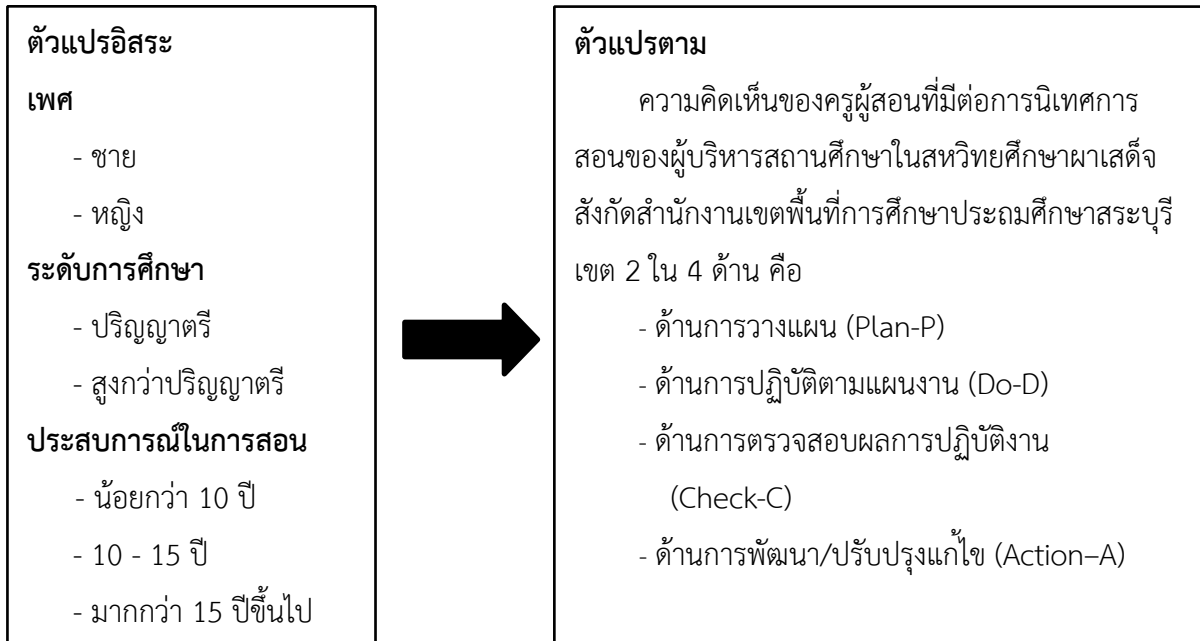 ตัวแปรอิสระ
เพศ
- ชาย
- หญิง
ระดับการศึกษา
- ปริญญาตรี
- สูงกว่าปริญญาตรี
ประสบการณ์ในการสอน
- น้อยกว่า 10 ปี
- 10 - 15 ปี
- มากกว่า 15 ปีขึ้นไป
ตัวแปรตาม
ความคิดเห็นของครูผู้สอนที่มีต่อการนิเทศการ
สอนของผู้บริหารสถานศึกษาในสหวิทยศึกษาผาเสด็จ
สังกัดสำนักงานเขตพื้นที่การศึกษาประถมศึกษาสระบุรี
เขต 2 ใน 4 ด้าน คือ
- ด้านการวางแผน (Plan-P)
- ด้านการปฏิบัติตามแผนงาน (Do-D)
- ด้านการตรวจสอบผลการปฏิบัติงาน
(Check-C)
- ด้านการพัฒนา/ปรับปรุงแก้ไข (Action–A)